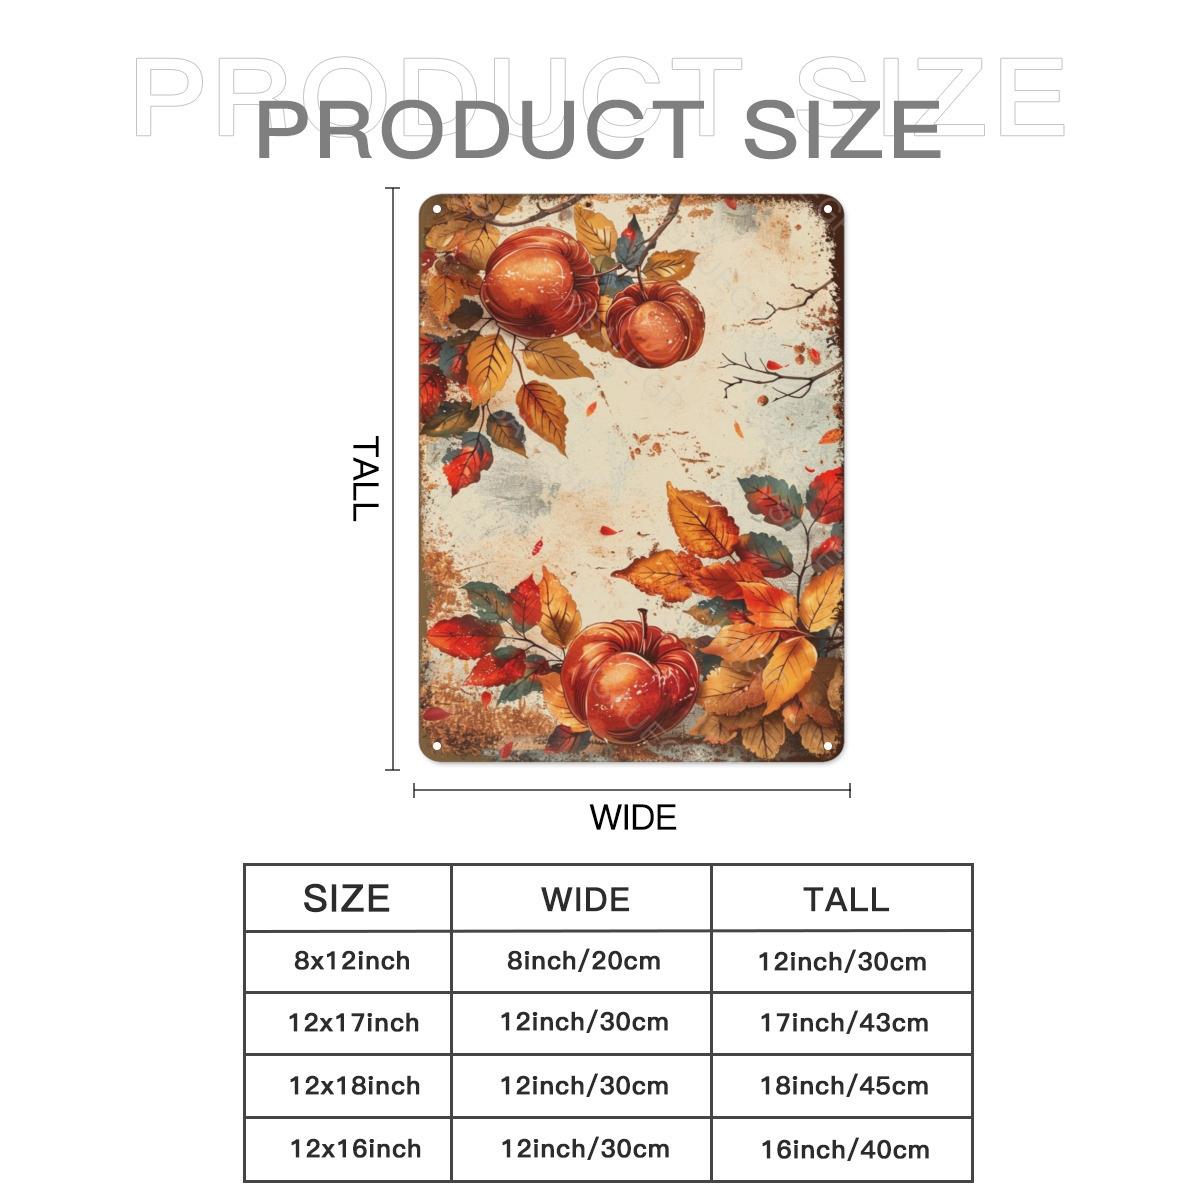 PRODUCT SIZE
PRODUCT SIZE
TALL
WIDE
SIZE WIDE TALL
8x12inch 8inch/20cm 12inch/30cm
12x17inch 12inch/30cm 17inch/43cm
12x18inch 12inch/30cm 18inch/45cm
12x16inch 12inch/30cm 16inch/40cm